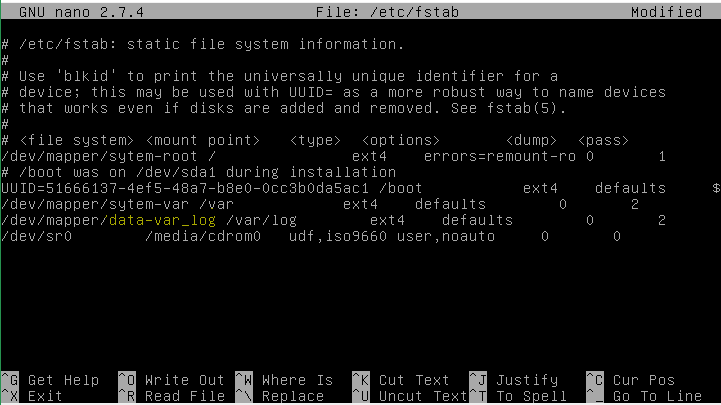 GNU nano 2.7.4 File: /etc/fstab Modified
# /etc/fstab: static file system information.
#
# Use 'blkid' to print the universally unique identifier for a
# device; this may be used with UUID= as a more robust way to name devices
# that works even if disks are added and removed. See fstab(5).
#
# <file system> <mount point> <type> <options> <dump> <pass>
/dev/mapper/sytem-root / ext4 errors=remount-ro 0 1
# /boot was on /dev/sda1 during installation
UUID=51666137-4ef5-48a7-b8e0-0cc3b0da5ac1 /boot ext4 defaults $
/dev/mapper/sytem-var /var ext4 defaults 0 2
/dev/mapper/data-var_log /var/log ext4 defaults 0 2
/dev/sr0 /media/cdrom0 udf,iso9660 user,noauto 0 0
^G Get Help ^O Write Out ^W Where Is ^K Cut Text ^J Justify ^C Cur Pos
^X Exit ^R Read File ^\ Replace ^U Uncut Text ^T To Spell ^_ Go To Line